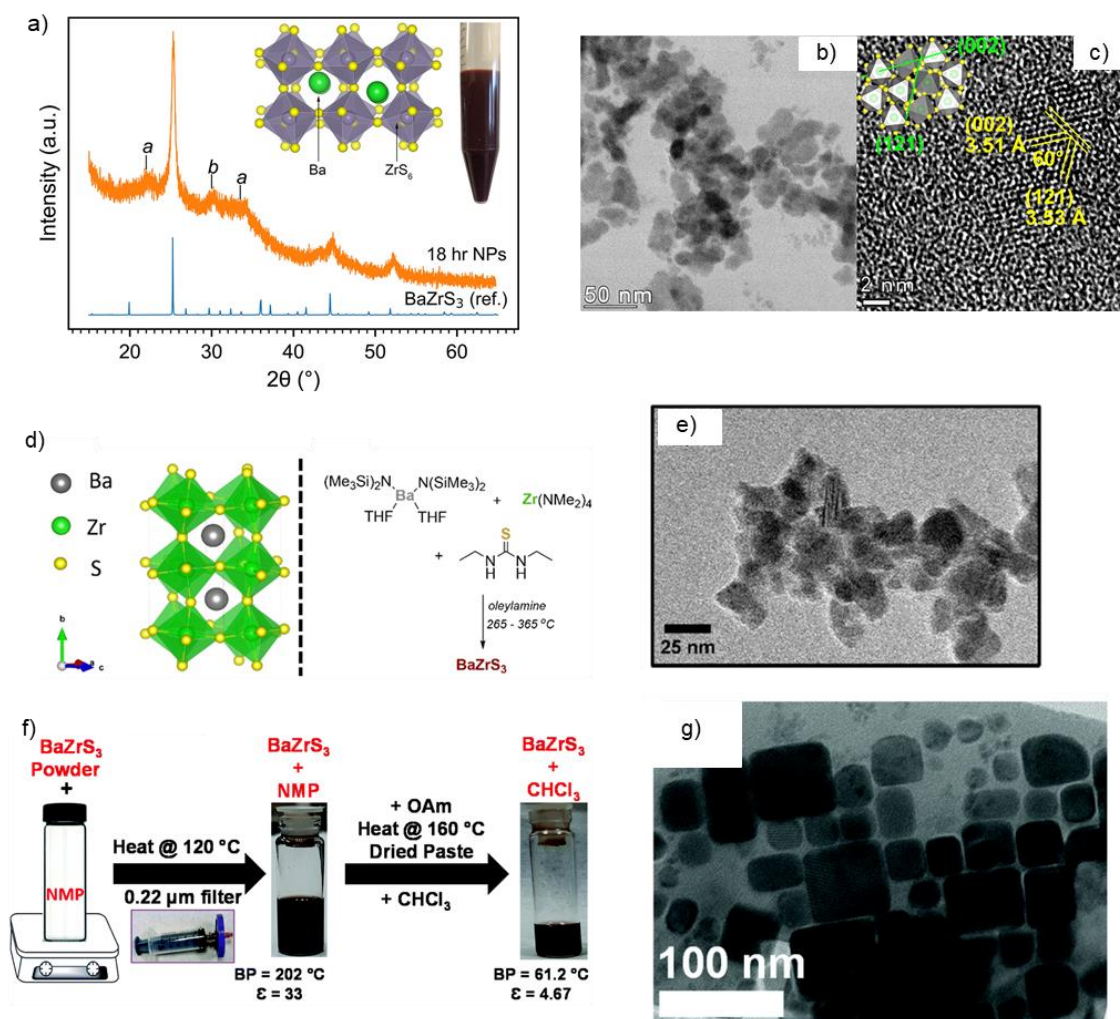 a)
Intensity (a.u.)
a
b
a
Ba
ZrS6
18 hr NPs
BaZrS3 (ref.)
20
30
40
50
60
2θ (°)
b)
50 nm
c)
(002)
(121)
(002)
3.51 A
60°
(121)
3.53 A
2 nm
d)
Ba
Zr
S
b
a
c
(Me3Si)2N
N(SiMe3)2
Ba
THF
THF
+
Zr(NMe2)4
+
S
N
H
N
H
oleylamine
265 - 365 °C
BaZrS3
e)
25 nm
f)
BaZrS3
Powder
+
NMP
Heat @ 120 °C
0.22 µm filter
BaZrS3
+
NMP
BP = 202 °C
Ɛ = 33
+ OAm
Heat @ 160 °C
Dried Paste
+ CHCl3
BaZrS3
+
CHCl3
BP = 61.2 °C
Ɛ = 4.67
g)
100 nm